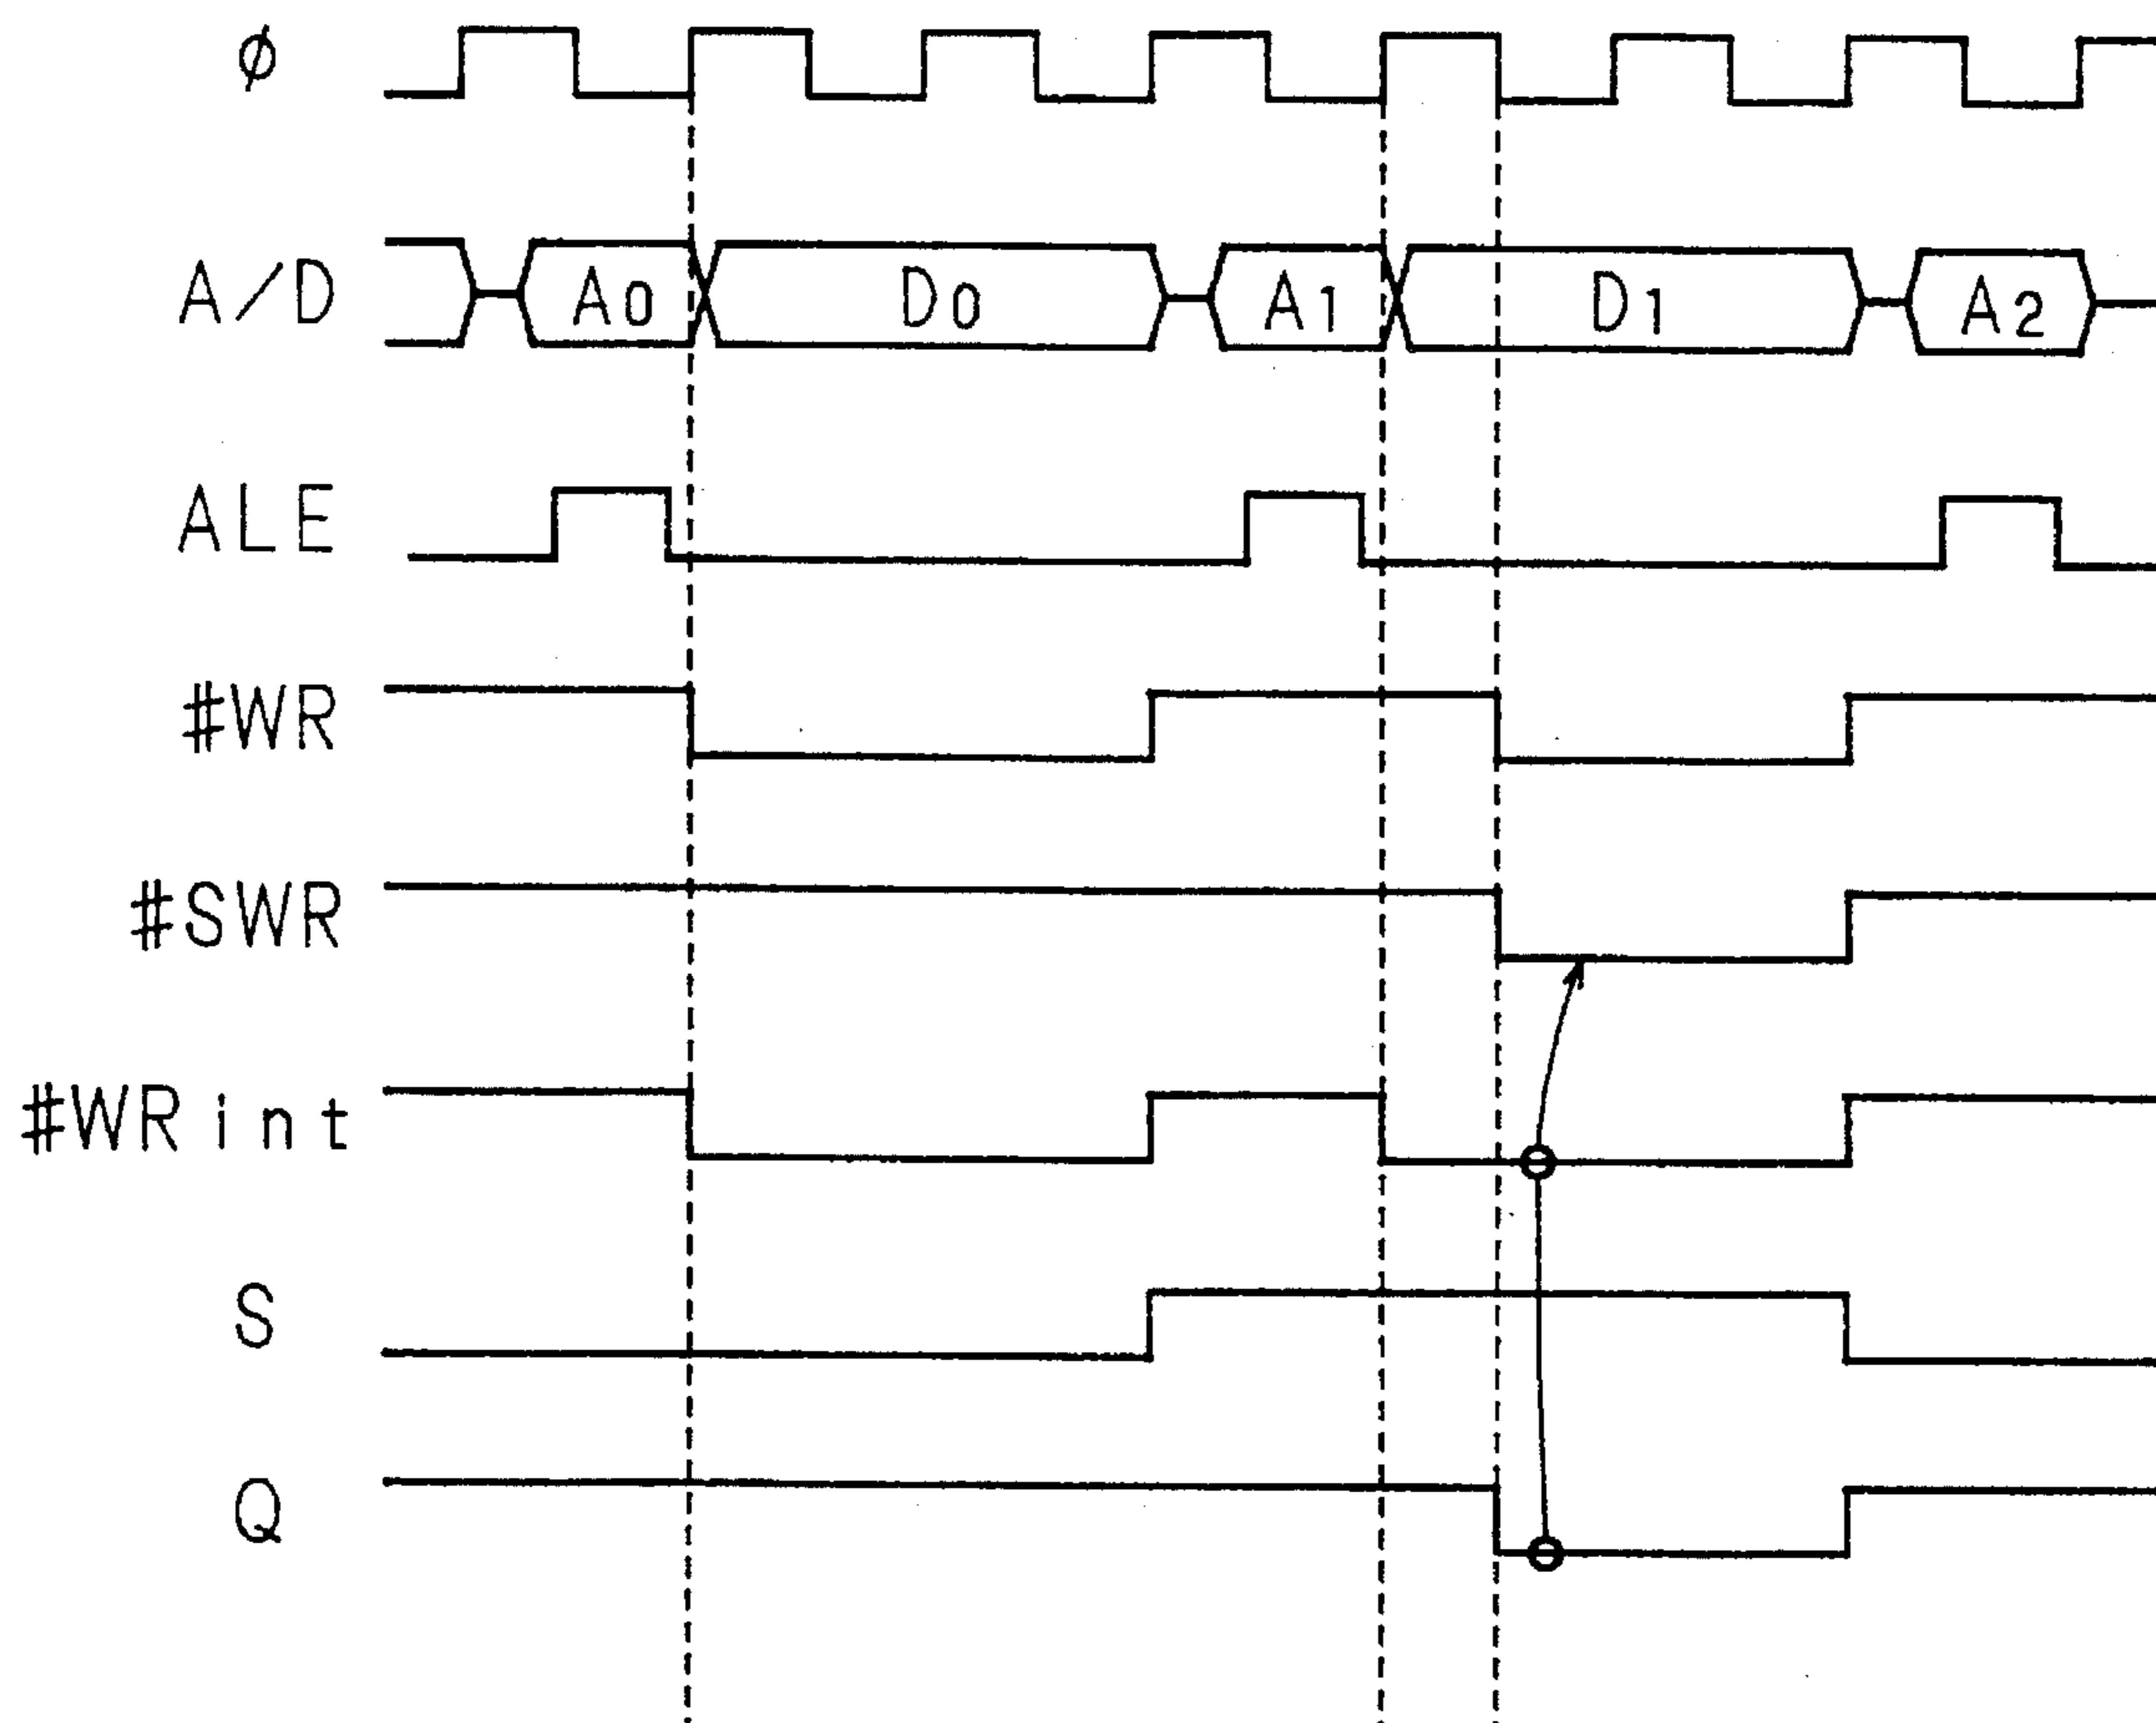 φ
A/D A0 D0 A1 D1 A2
ALE
#WR
#SWR
#WRint
S
Q